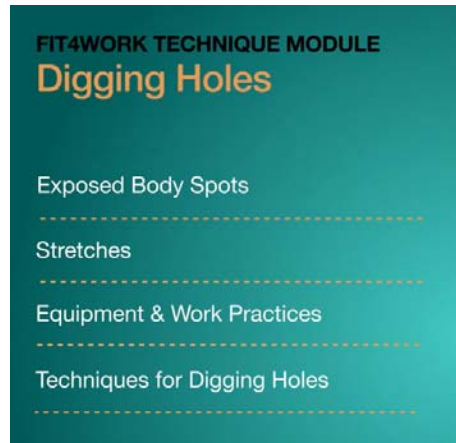 FIT4WORK TECHNIQUE MODULE
Digging Holes
Exposed Body Spots
Stretches
Equipment & Work Practices
Techniques for Digging Holes